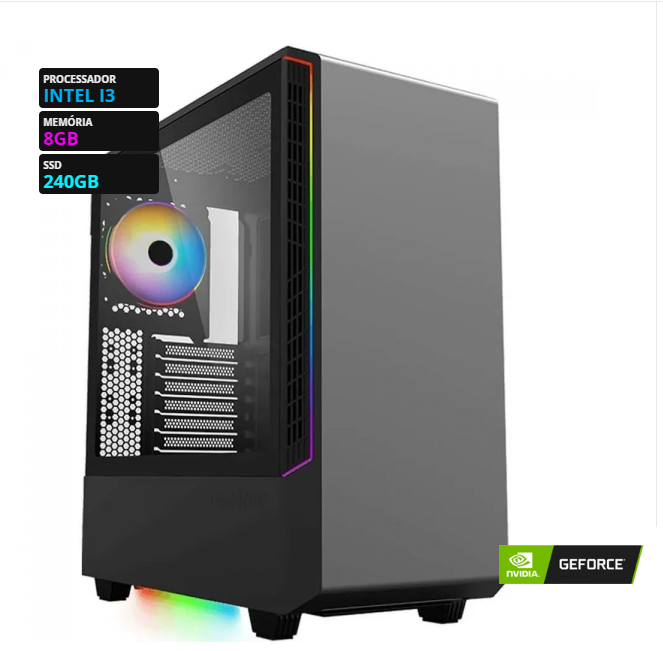 PROCESSADOR
INTEL I3
MEMÓRIA
8GB
SSD
240GB
NVIDIA.
GEFORCE